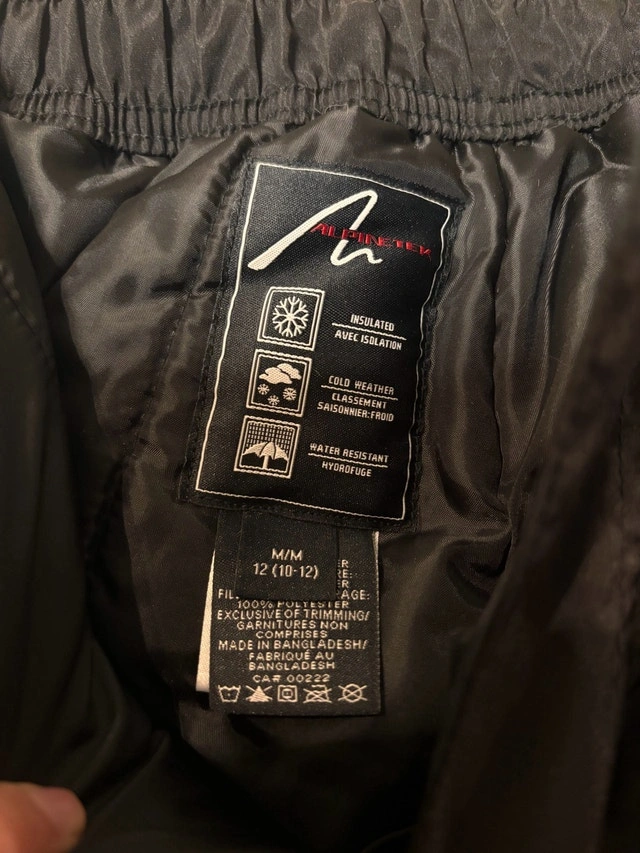 ALPINETEK
INSULATED
AVEC ISOLATION
COLD WEATHER
CLASSEMENT
SAISONNIER:FROID
WATER RESISTANT
HYDROFUGE
M/M
12 (10-12)
100% POLYESTER
EXCLUSIVE OF TRIMMING/
GARNITURES NON
COMPRISES
MADE IN BANGLADESH/
FABRIQUÉ AU
BANGLADESH
CA# 00222